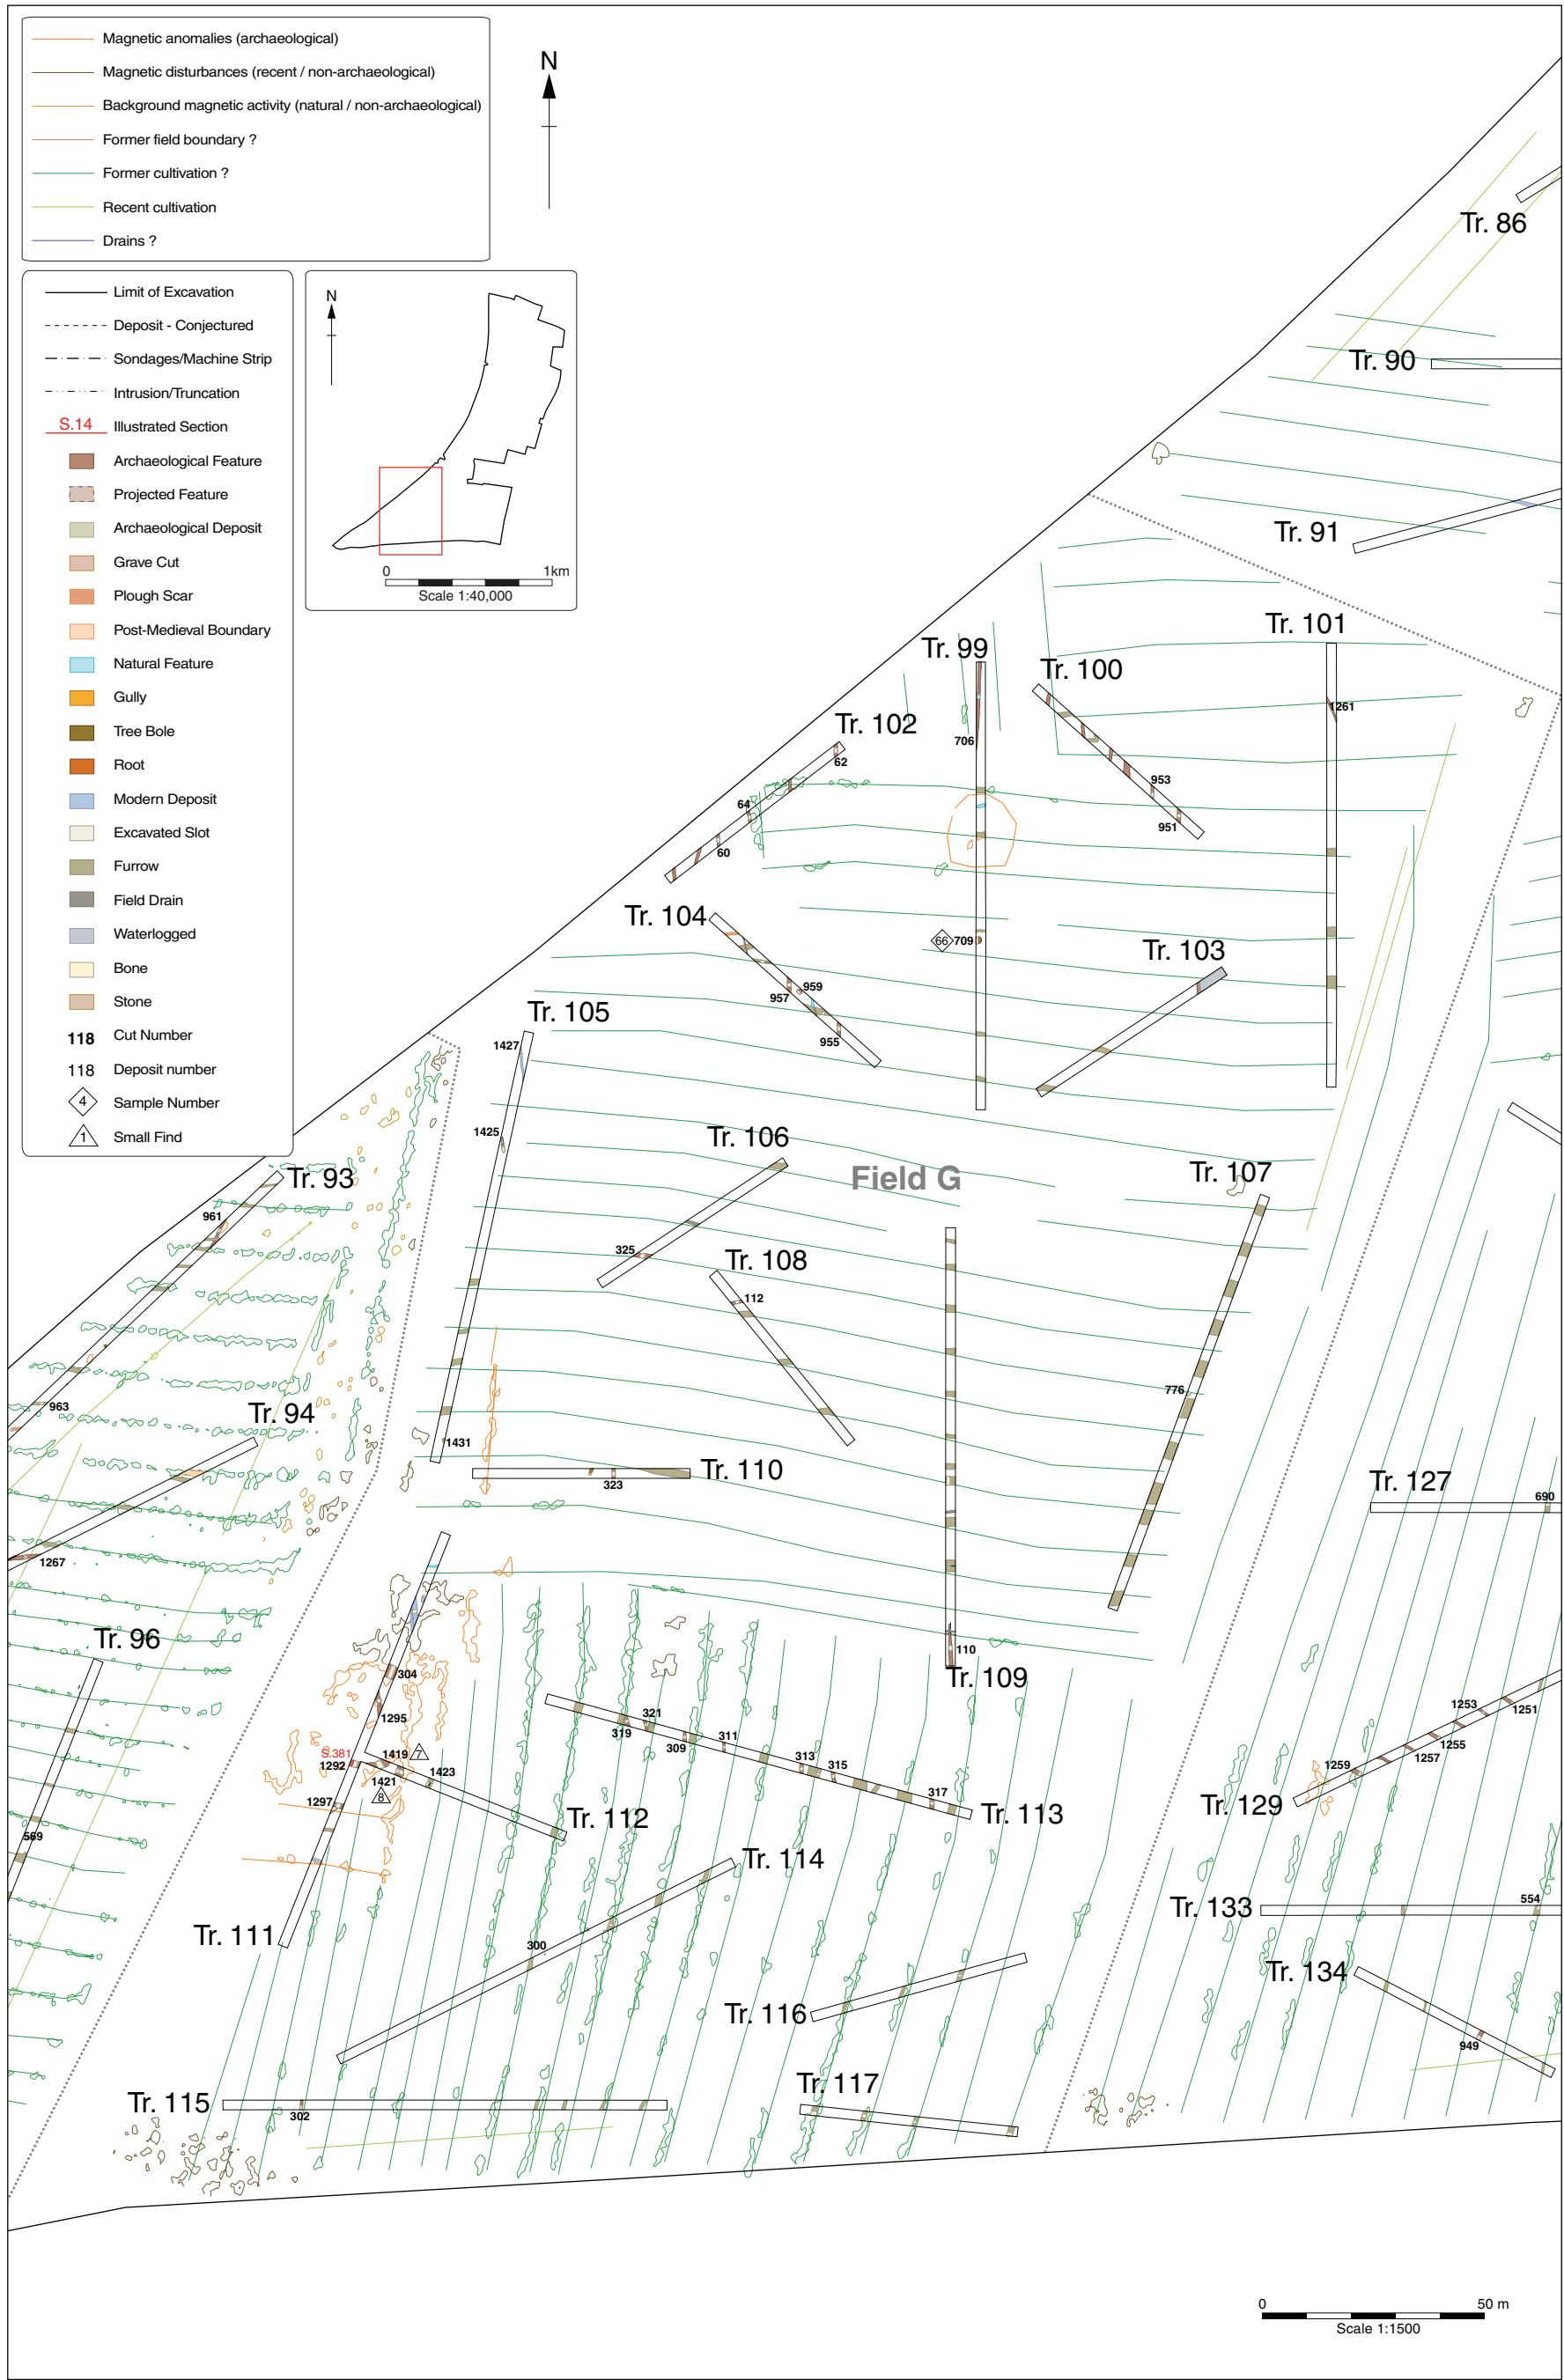 Magnetic anomalies (archaeological)
Magnetic disturbances (recent / non-archaeological)
Background magnetic activity (natural / non-archaeological)
Former field boundary ?
Former cultivation ?
Recent cultivation
Drains ?
N
Limit of Excavation
Deposit - Conjectured
Sondages/Machine Strip
Intrusion/Truncation
S.14 Illustrated Section
Archaeological Feature
Projected Feature
Archaeological Deposit
Grave Cut
Plough Scar
Post-Medieval Boundary
Natural Feature
Gully
Tree Bole
Root
Modern Deposit
Excavated Slot
Furrow
Field Drain
Waterlogged
Bone
Stone
118 Cut Number
118 Deposit number
4 Sample Number
1 Small Find
N
0 1km
Scale 1:40,000
Tr. 86
Tr. 90
Tr. 91
Tr. 101
1261
Tr. 99
706
Tr. 100
953
951
Tr. 102
62
64
60
Tr. 104
66 709
Tr. 103
959
957
955
Tr. 105
1427
1425
Tr. 106
Field G
Tr. 107
Tr. 93
961
325
Tr. 108
112
776
963
Tr. 94
1431
Tr. 110
323
Tr. 127
690
1267
Tr. 96
110
Tr. 109
304
1295
321
319
309
311
313
315
317
1253
1251
1255
1257
1259
S.381
1292
1419 7
1423
1421
8
1297
Tr. 112
Tr. 113
Tr. 129
569
Tr. 114
554
Tr. 133
Tr. 111
300
Tr. 134
Tr. 116
949
Tr. 117
Tr. 115
302
0 50 m
Scale 1:1500